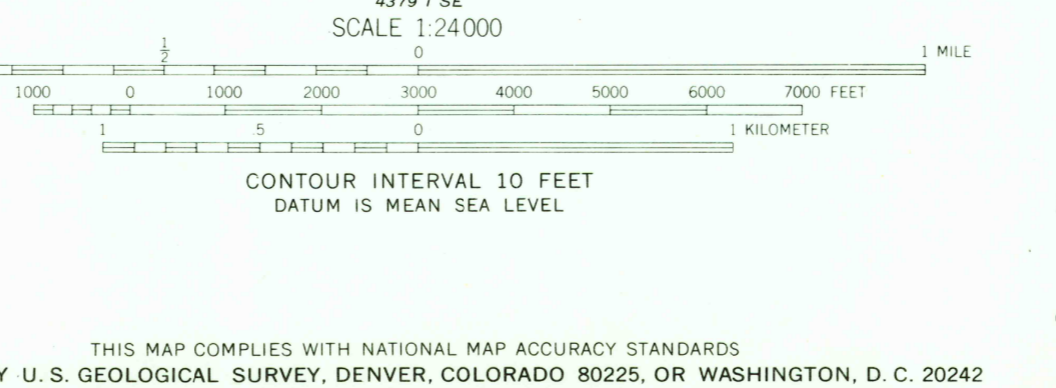 4379 I SE
SCALE 1:24000
1/2 0 1 MILE
1000 0 1000 2000 3000 4000 5000 6000 7000 FEET
1 .5 0 1 KILOMETER
CONTOUR INTERVAL 10 FEET
DATUM IS MEAN SEA LEVEL
THIS MAP COMPLIES WITH NATIONAL MAP ACCURACY STANDARDS
Y U. S. GEOLOGICAL SURVEY, DENVER, COLORADO 80225, OR WASHINGTON, D. C. 20242